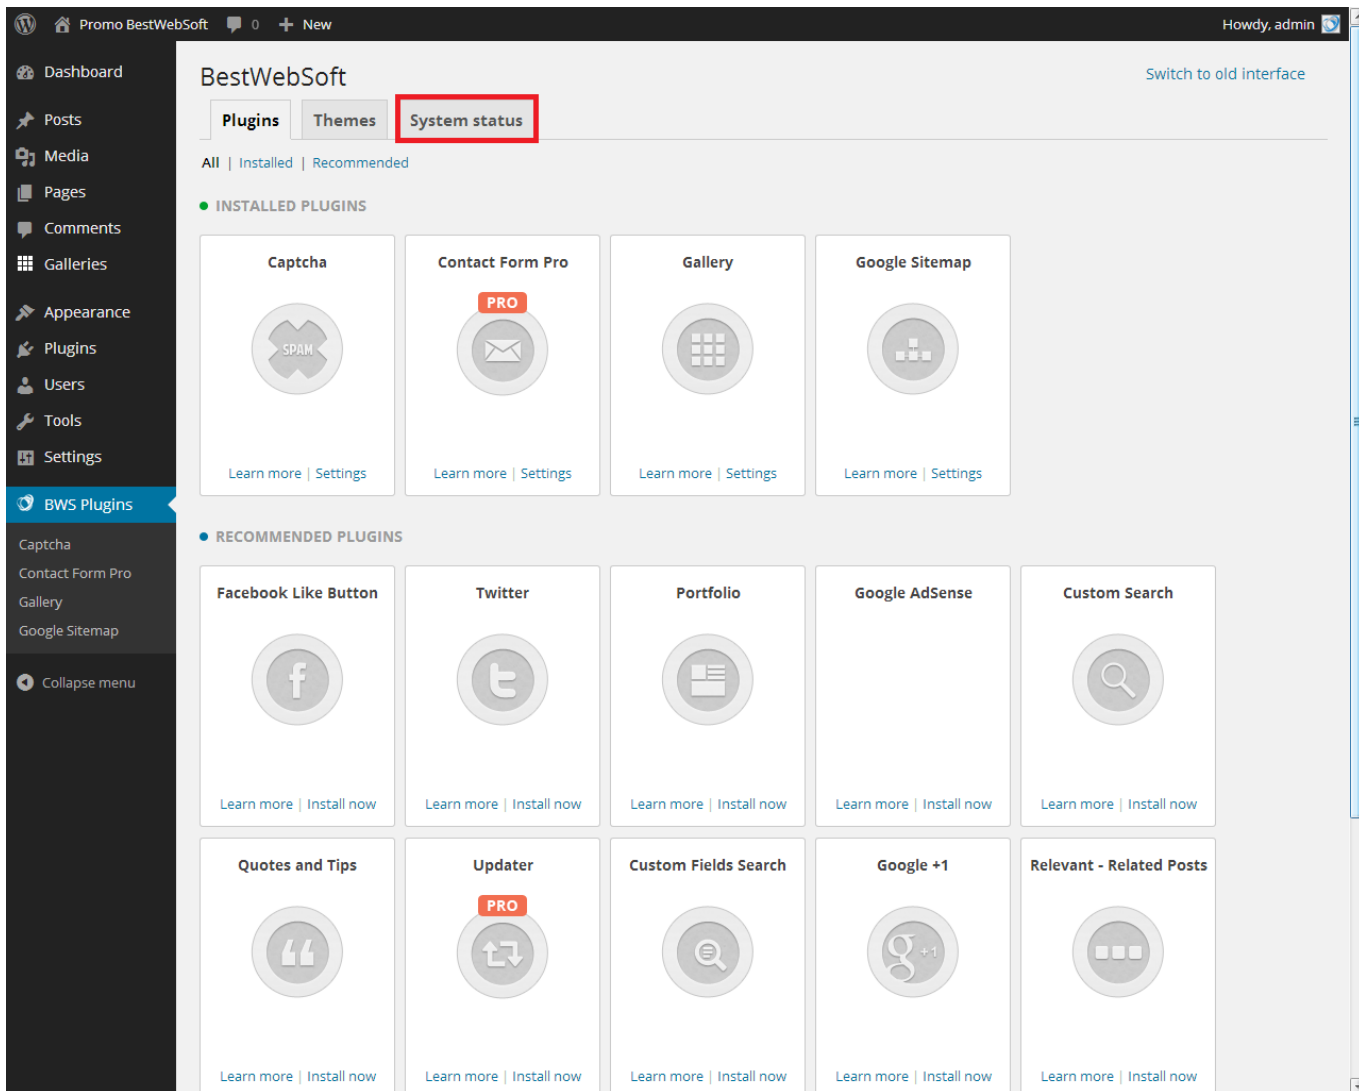 Promo BestWebSoft 0 New Howdy, admin
Dashboard
Posts
Media
Pages
Comments
Galleries
Appearance
Plugins
Users
Tools
Settings
BWS Plugins
Captcha
Contact Form Pro
Gallery
Google Sitemap
Collapse menu
BestWebSoft
Switch to old interface
Plugins Themes System status
All | Installed | Recommended
INSTALLED PLUGINS
Captcha Contact Form Pro Gallery Google Sitemap
PRO
SPAM
Learn more | Settings Learn more | Settings Learn more | Settings Learn more | Settings
RECOMMENDED PLUGINS
Facebook Like Button Twitter Portfolio Google AdSense Custom Search
Learn more | Install now Learn more | Install now Learn more | Install now Learn more | Install now Learn more | Install now
Quotes and Tips Updater Custom Fields Search Google +1 Relevant - Related Posts
PRO
g +1
Learn more | Install now Learn more | Install now Learn more | Install now Learn more | Install now Learn more | Install now